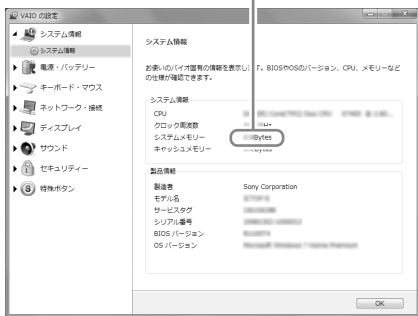 VAIO の設定
システム情報
システム情報
電源・バッテリー
キーボード・マウス
ネットワーク・接続
ディスプレイ
サウンド
セキュリティー
特殊ボタン
システム情報
お使いのバイオ固有の情報を表示します。BIOSやOSのバージョン、CPU、メモリーなど
の仕様が確認できます。
システム情報
CPU
クロック周波数 Hz
システムメモリー Bytes
キャッシュメモリー Bytes
製品情報
製造者 Sony Corporation
モデル名
サービスタグ
シリアル番号
BIOS バージョン
OS バージョン
OK